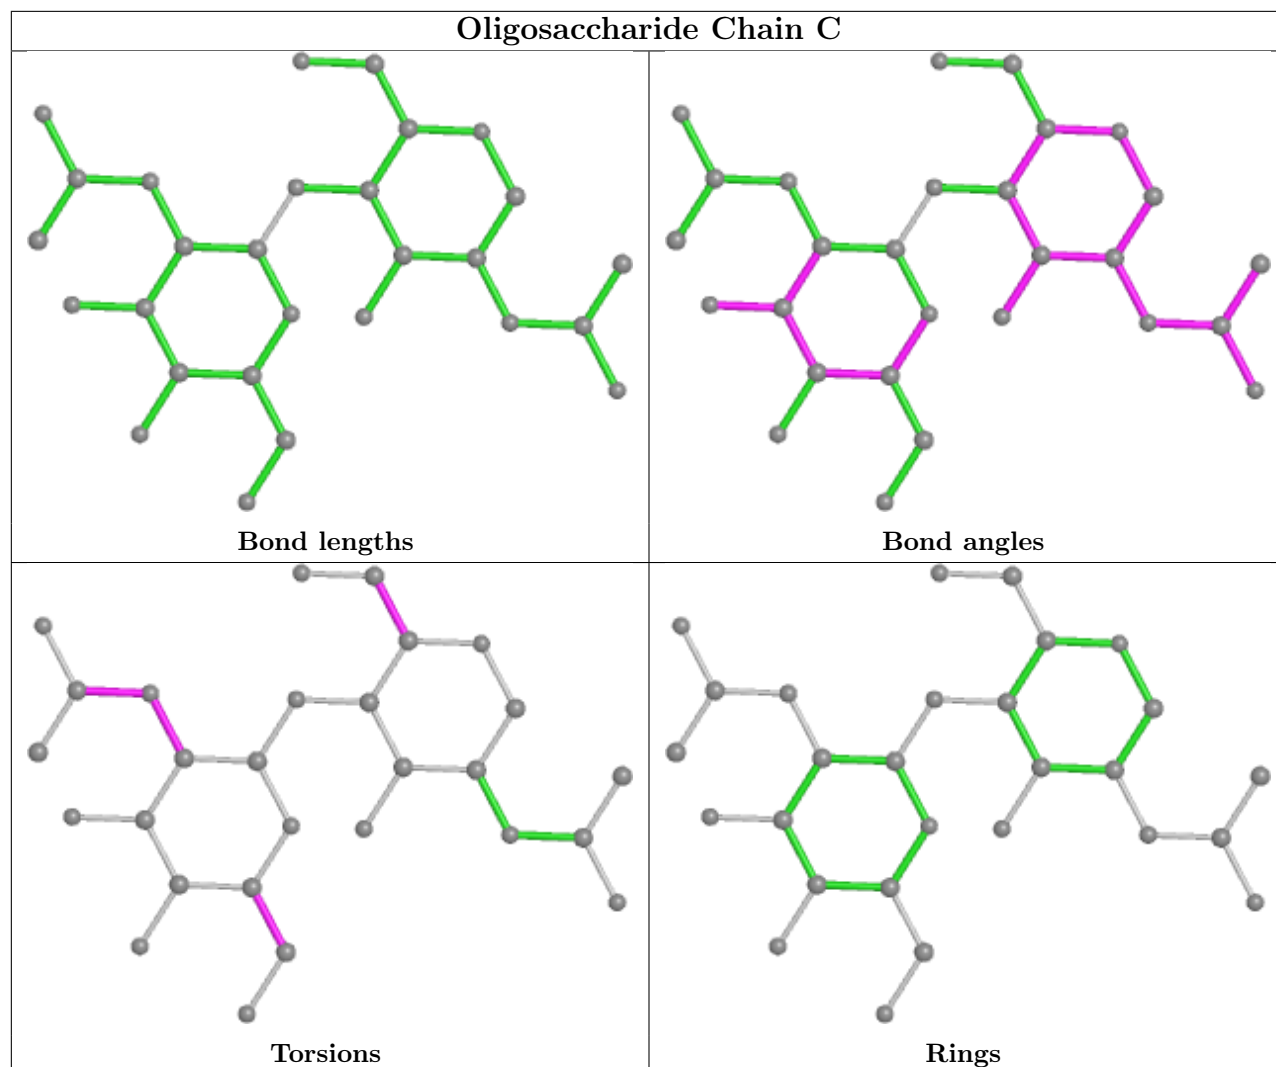 Oligosaccharide Chain C
Bond lengths
Bond angles
Torsions
Rings